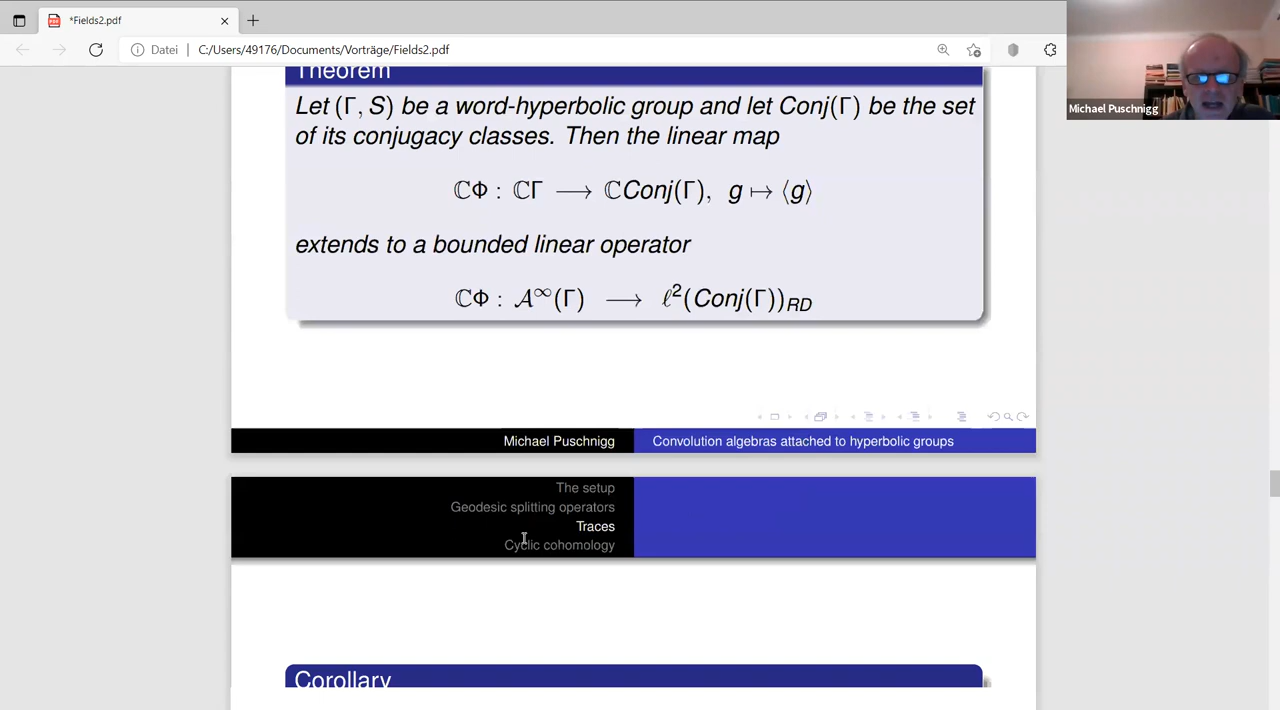 *Fields2.pdf
Datei C:/Users/49176/Documents/Vorträge/Fields2.pdf
Michael Puschnigg
Theorem
Let (Γ, S) be a word-hyperbolic group and let Conj(Γ) be the set
of its conjugacy classes. Then the linear map
ℂΦ : ℂΓ ⟶ ℂConj(Γ), g ↦ ⟨g⟩
extends to a bounded linear operator
ℂΦ : 𝒜^∞(Γ) ⟶ ℓ²(Conj(Γ))_RD
Michael Puschnigg Convolution algebras attached to hyperbolic groups
The setup
Geodesic splitting operators
Traces
Cyclic cohomology
Corollary